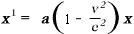 x¹ = a(1 - v²/c²) x